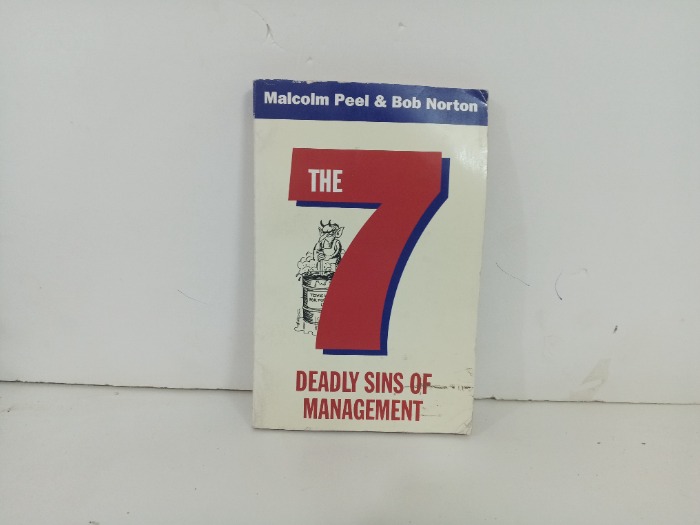 Malcolm Peel & Bob Norton
THE
7
DEADLY SINS OF
MANAGEMENT